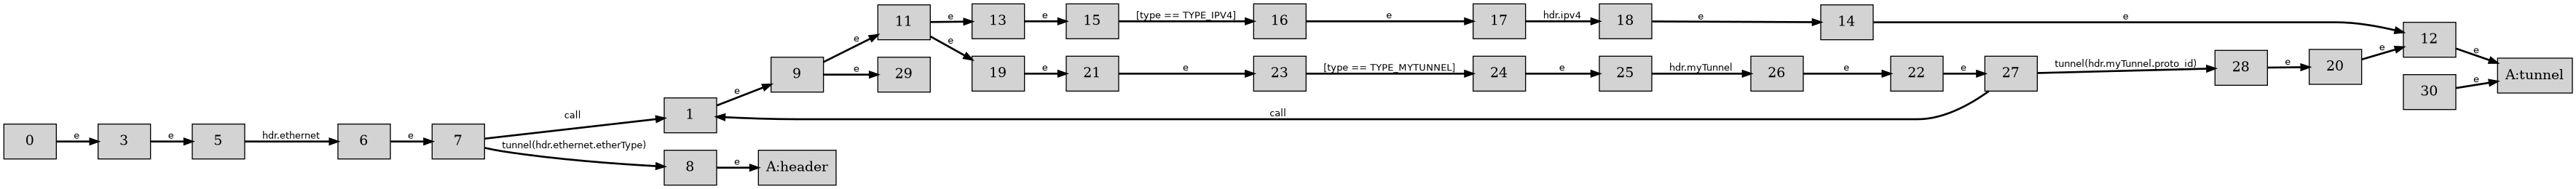 0
e
3
e
5
hdr.ethernet
6
e
7
call
tunnel(hdr.ethernet.etherType)
1
8
e
A:header
e
9
e
e
11
29
e
e
13
e
15
[type == TYPE_IPV4]
16
e
17
hdr.ipv4
18
e
14
e
19
e
21
e
23
[type == TYPE_MYTUNNEL]
24
e
25
hdr.myTunnel
26
e
22
e
27
tunnel(hdr.myTunnel.proto_id)
28
e
20
e
12
e
call
30
e
A:tunnel